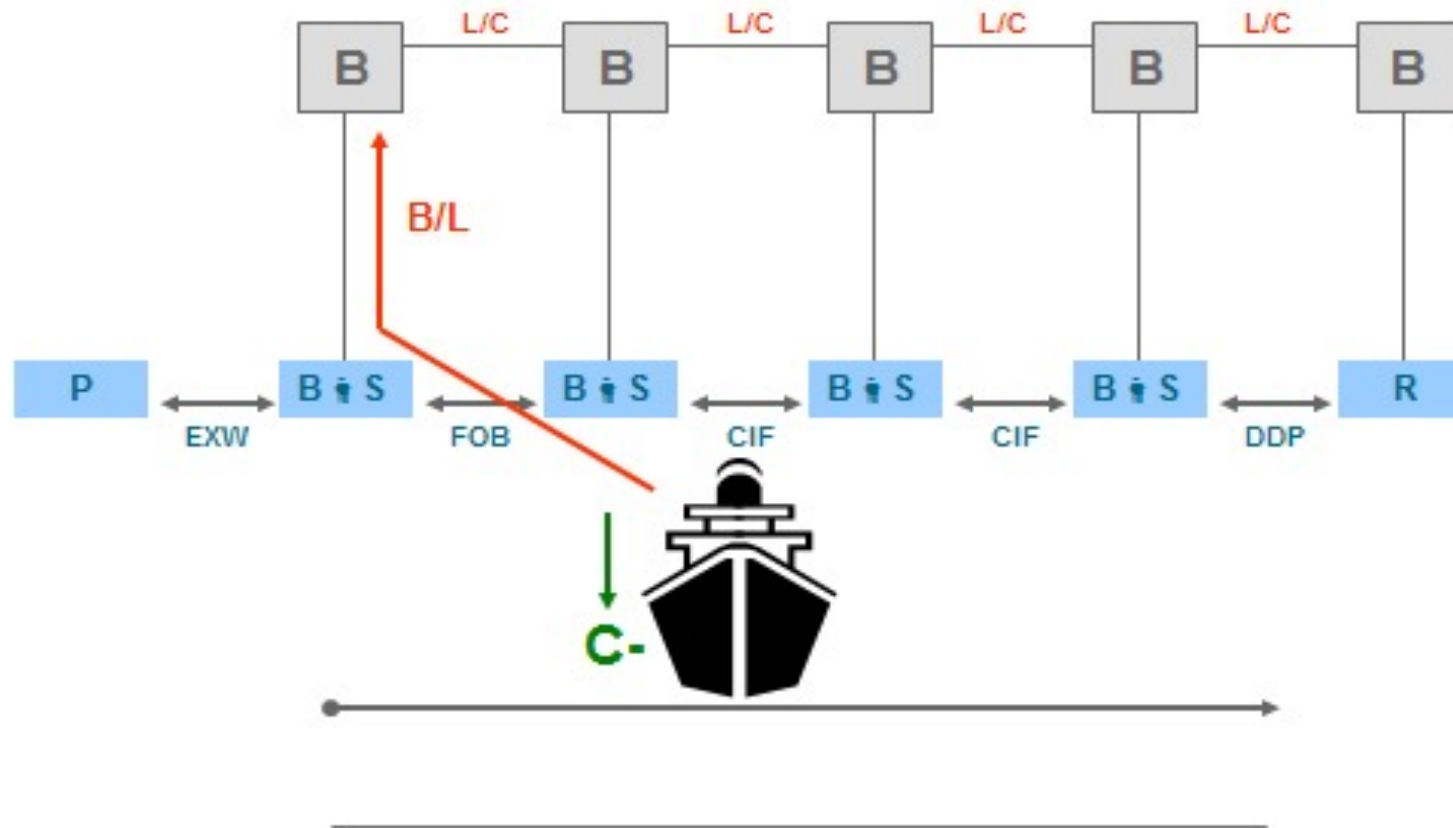 L/C L/C L/C L/C
B B B B B
B/L
P B S B S B S B S R
EXW FOB CIF CIF DDP
C-